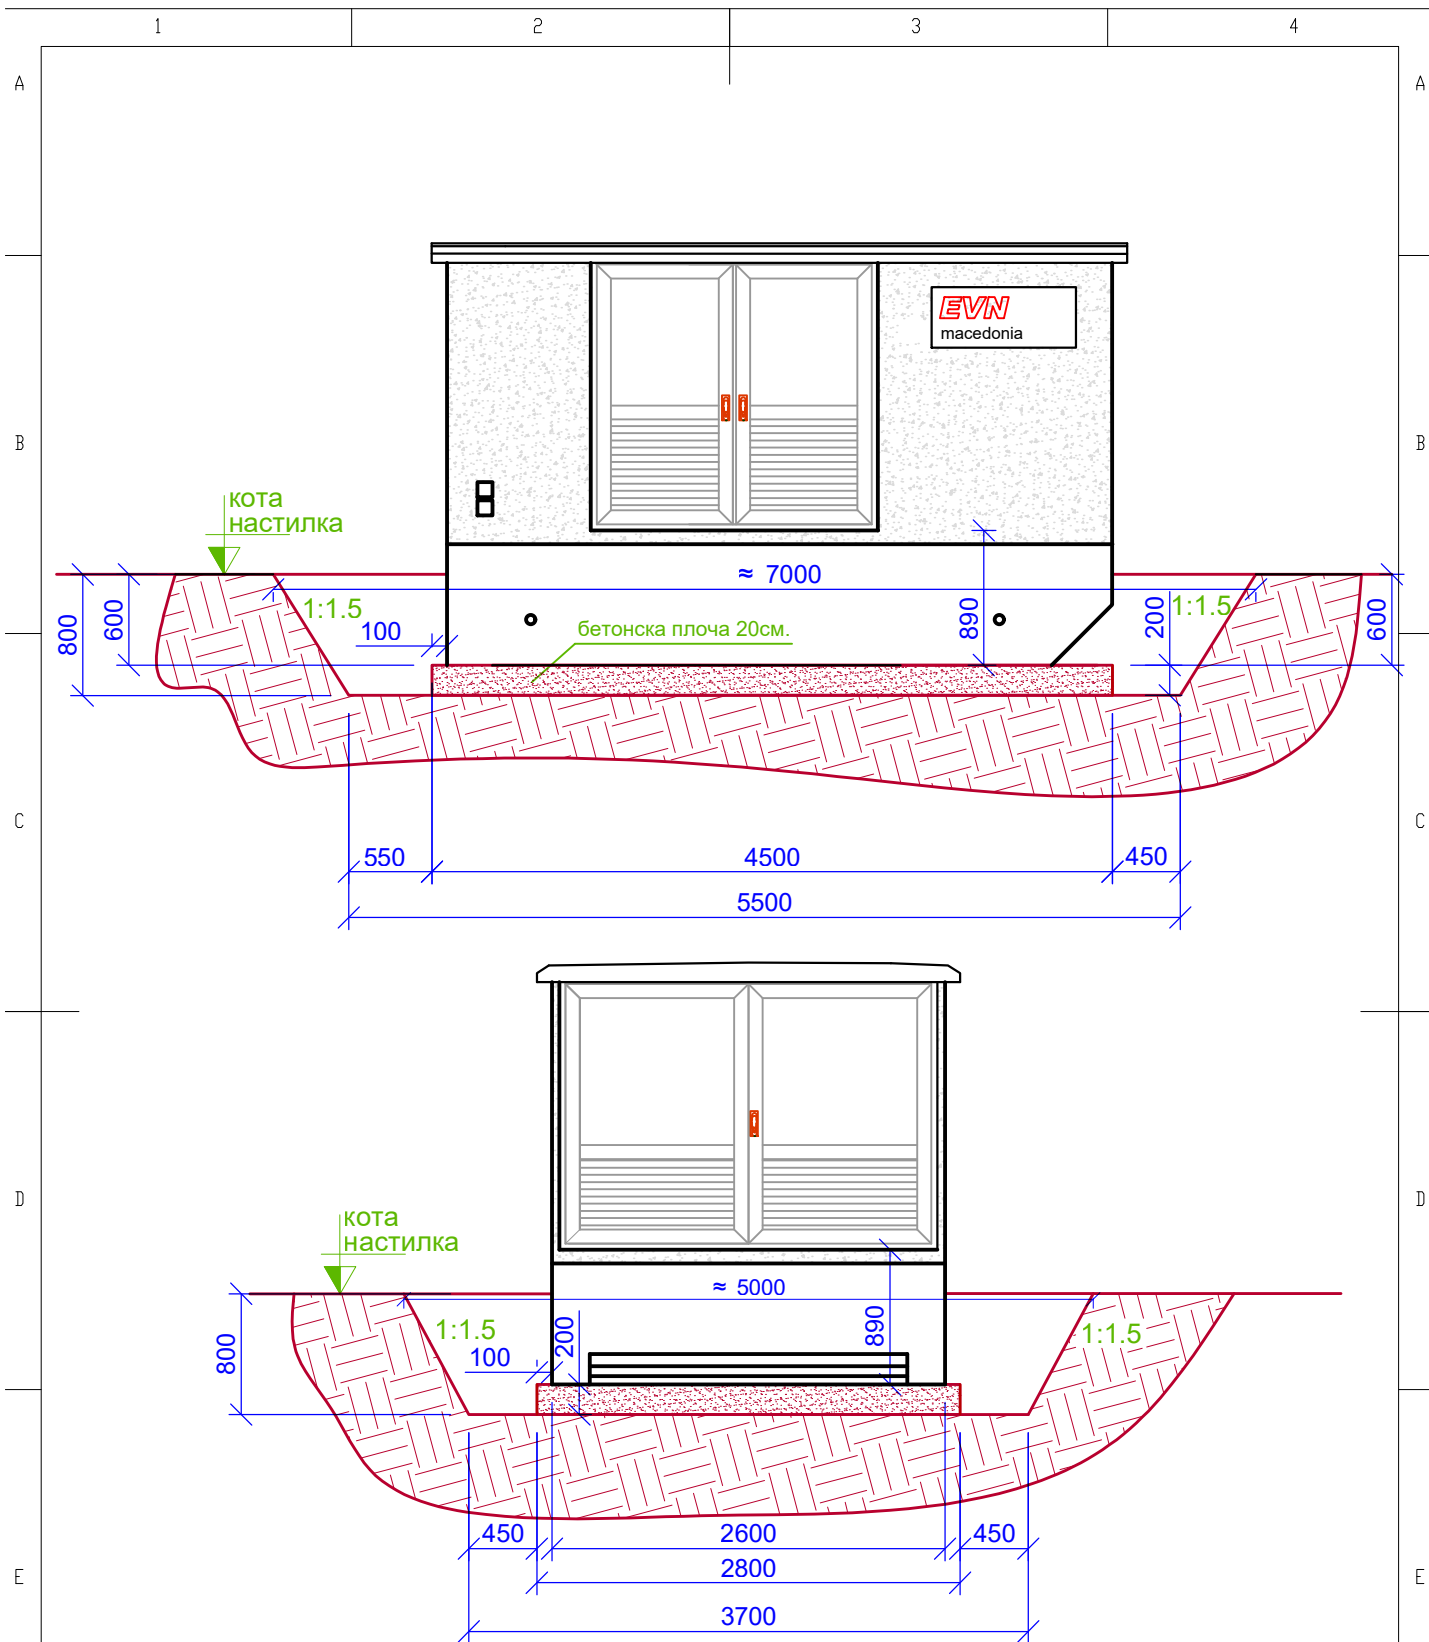 1 2 3 4
A A
EVN
macedonia
B B
кота
настилка
≈ 7000
1:1.5 1:1.5
800 600 100 890 200 600
бетонска плоча 20см.
C C
550 4500 450
5500
D D
кота
настилка
≈ 5000
1:1.5 1:1.5
800 100 200 890
450 2600 450
2800
E E
3700